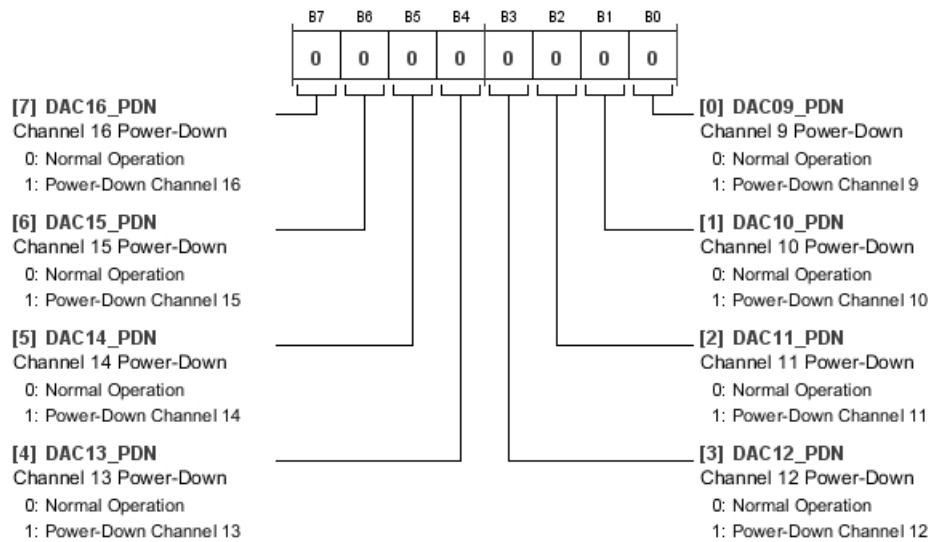 B7 B6 B5 B4 B3 B2 B1 B0
0 0 0 0 0 0 0 0
[7] DAC16_PDN
Channel 16 Power-Down
0: Normal Operation
1: Power-Down Channel 16
[6] DAC15_PDN
Channel 15 Power-Down
0: Normal Operation
1: Power-Down Channel 15
[5] DAC14_PDN
Channel 14 Power-Down
0: Normal Operation
1: Power-Down Channel 14
[4] DAC13_PDN
Channel 13 Power-Down
0: Normal Operation
1: Power-Down Channel 13
[0] DAC09_PDN
Channel 9 Power-Down
0: Normal Operation
1: Power-Down Channel 9
[1] DAC10_PDN
Channel 10 Power-Down
0: Normal Operation
1: Power-Down Channel 10
[2] DAC11_PDN
Channel 11 Power-Down
0: Normal Operation
1: Power-Down Channel 11
[3] DAC12_PDN
Channel 12 Power-Down
0: Normal Operation
1: Power-Down Channel 12